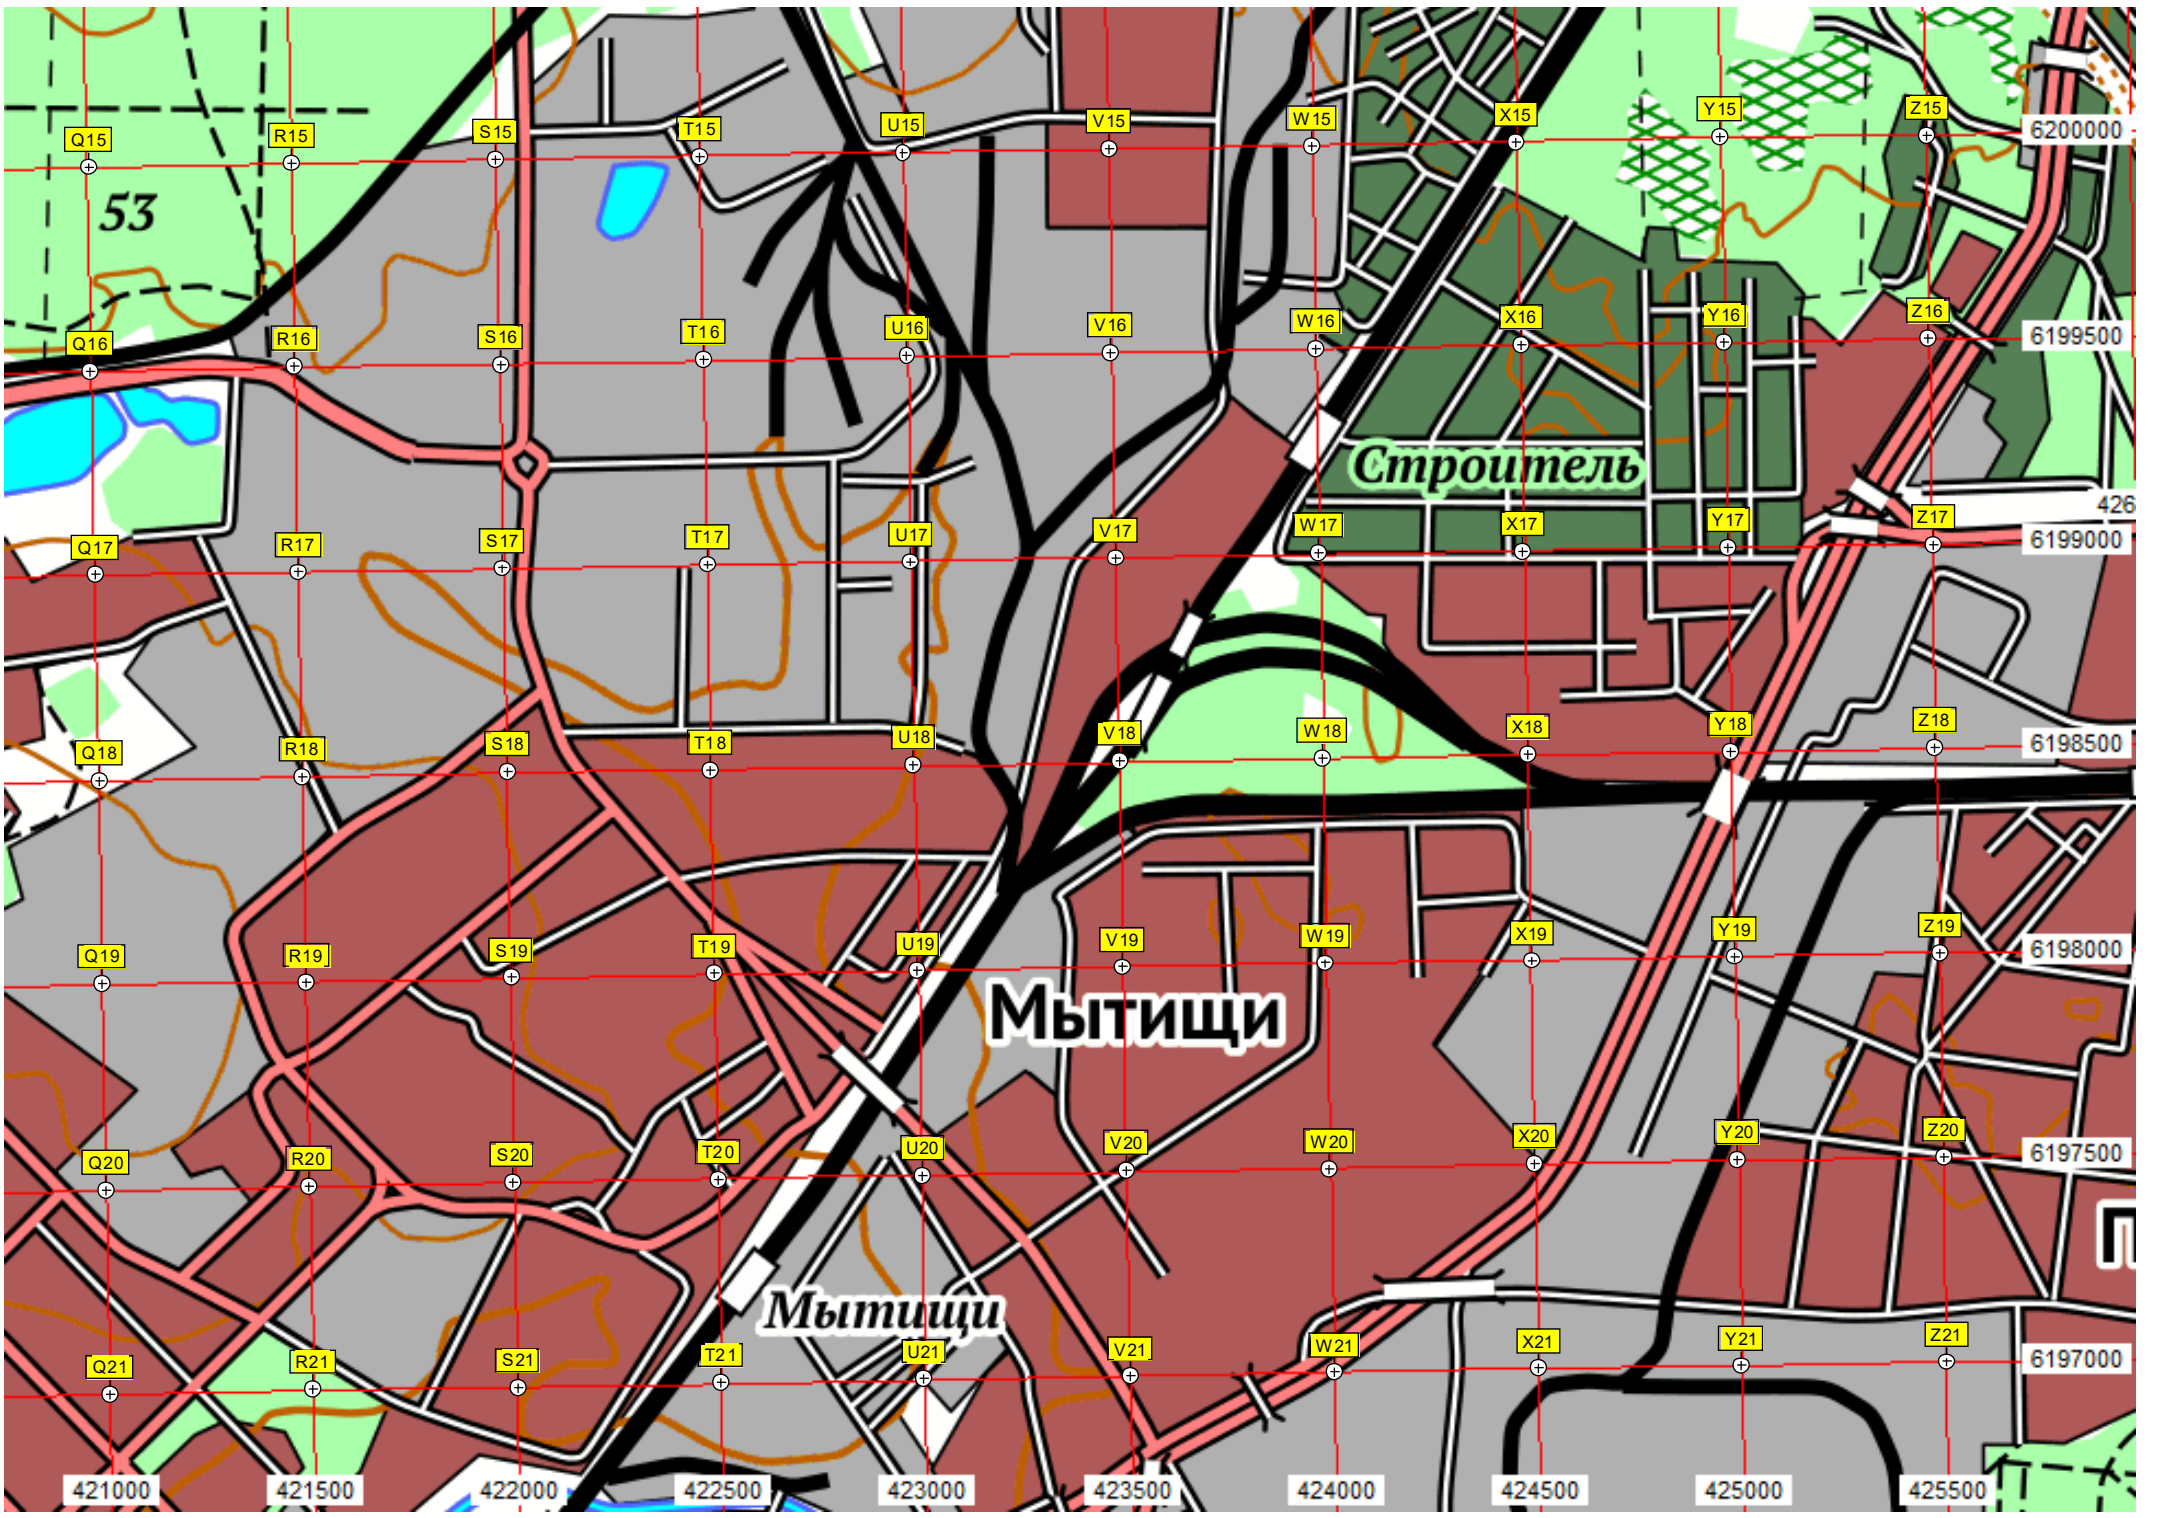 Q15 R15 S15 T15 U15 V15 W15 X15 Y15 Z15 6200000
53
Q16 R16 S16 T16 U16 V16 W16 X16 Y16 Z16 6199500
Строитель
426
Q17 R17 S17 T17 U17 V17 W17 X17 Y17 Z17 6199000
Q18 R18 S18 T18 U18 V18 W18 X18 Y18 Z18 6198500
Q19 R19 S19 T19 U19 V19 W19 X19 Y19 Z19 6198000
Мытищи
Q20 R20 S20 T20 U20 V20 W20 X20 Y20 Z20 6197500
П
Мытищи
Q21 R21 S21 T21 U21 V21 W21 X21 Y21 Z21 6197000
421000 421500 422000 422500 423000 423500 424000 424500 425000 425500